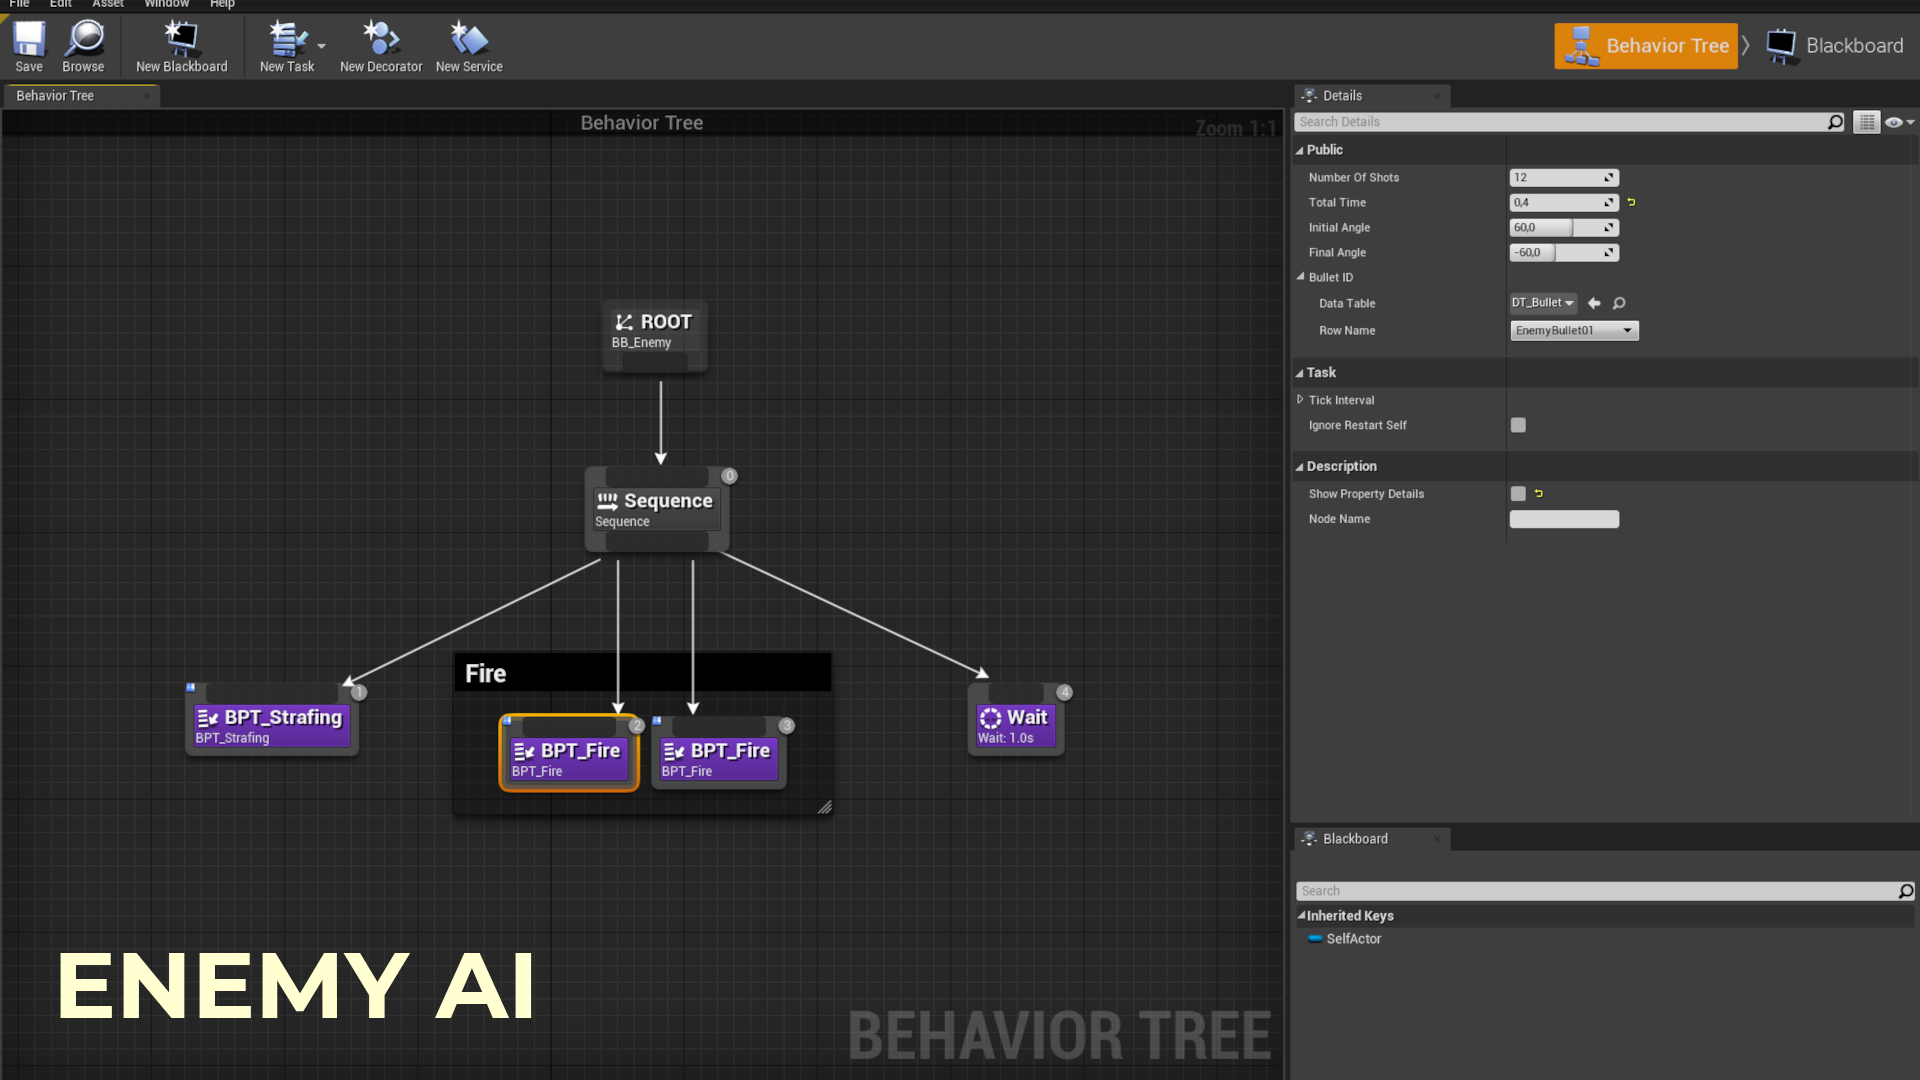 File Edit Asset Window Help
Save Browse New Blackboard New Task New Decorator New Service
Behavior Tree Blackboard
Behavior Tree
Behavior Tree
Zoom 1:1
ROOT
BB_Enemy
0
Sequence
Sequence
Fire
1
BPT_Strafing
BPT_Strafing
2
BPT_Fire
BPT_Fire
3
BPT_Fire
BPT_Fire
4
Wait
Wait: 1.0s
ENEMY AI
BEHAVIOR TREE
Details
Search Details
Public
Number Of Shots 12
Total Time 0,4
Initial Angle 60,0
Final Angle -60,0
Bullet ID
Data Table DT_Bullet
Row Name EnemyBullet01
Task
Tick Interval
Ignore Restart Self
Description
Show Property Details
Node Name
Blackboard
Search
Inherited Keys
SelfActor